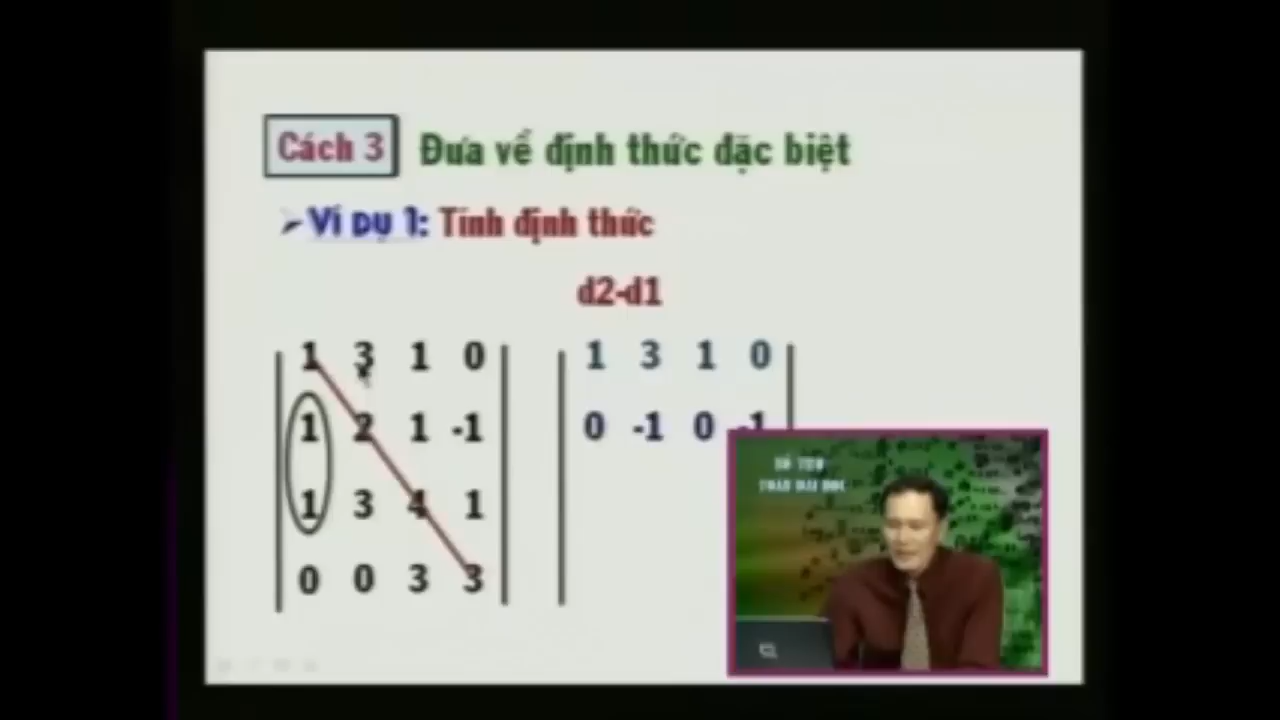 Cách 3 Đưa về định thức đặc biệt
Ví dụ 1: Tính định thức
d2-d1
1 3 1 0 1 3 1 0
1 2 1 -1 0 -1 0 -1
1 3 4 1
0 0 3 3